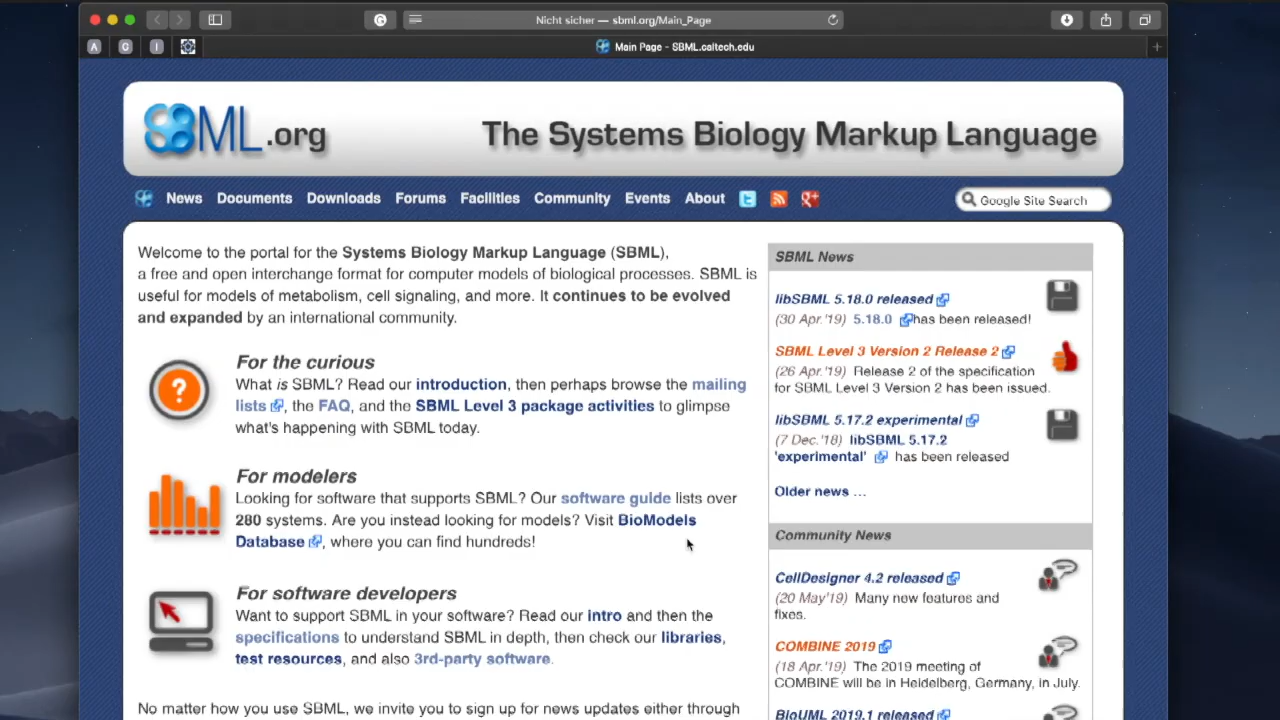 Nicht sicher — sbml.org/Main_Page
A G I Main Page - SBML.caltech.edu
SBML.org
The Systems Biology Markup Language
News Documents Downloads Forums Facilities Community Events About
Google Site Search
Welcome to the portal for the Systems Biology Markup Language (SBML),
a free and open interchange format for computer models of biological processes. SBML is
useful for models of metabolism, cell signaling, and more. It continues to be evolved
and expanded by an international community.
For the curious
What is SBML? Read our introduction, then perhaps browse the mailing
lists, the FAQ, and the SBML Level 3 package activities to glimpse
what's happening with SBML today.
For modelers
Looking for software that supports SBML? Our software guide lists over
280 systems. Are you instead looking for models? Visit BioModels
Database, where you can find hundreds!
For software developers
Want to support SBML in your software? Read our intro and then the
specifications to understand SBML in depth, then check our libraries,
test resources, and also 3rd-party software.
No matter how you use SBML, we invite you to sign up for news updates either through
SBML News
libSBML 5.18.0 released
(30 Apr.'19) 5.18.0 has been released!
SBML Level 3 Version 2 Release 2
(26 Apr.'19) Release 2 of the specification
for SBML Level 3 Version 2 has been issued.
libSBML 5.17.2 experimental
(7 Dec.'18) libSBML 5.17.2
'experimental' has been released
Older news ...
Community News
CellDesigner 4.2 released
(20 May'19) Many new features and
fixes.
COMBINE 2019
(18 Apr.'19) The 2019 meeting of
COMBINE will be in Heidelberg, Germany, in July.
BioUML 2019.1 released